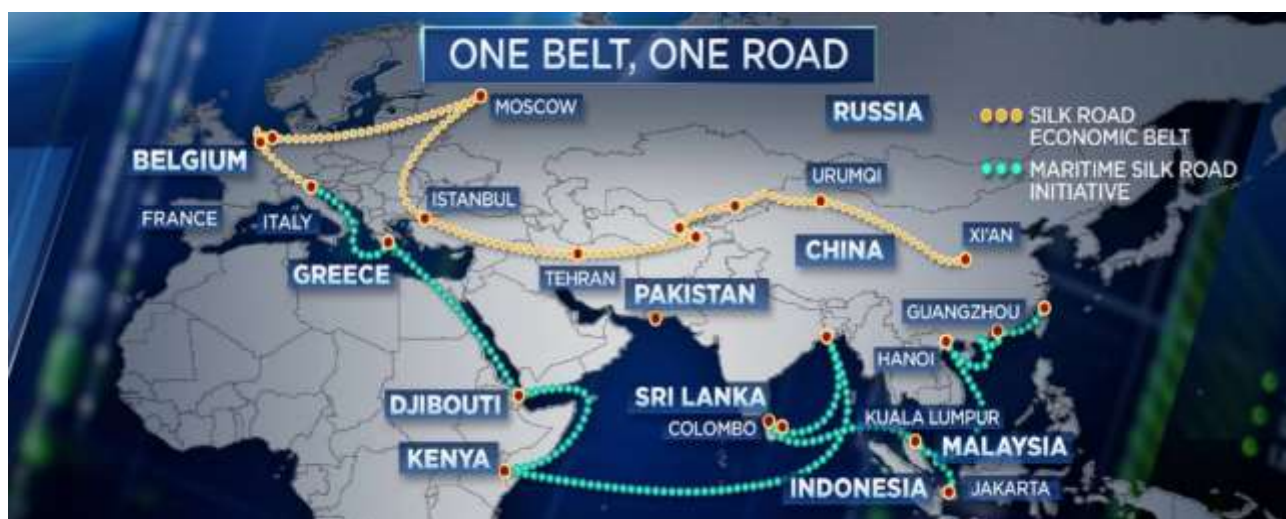 ONE BELT, ONE ROAD
MOSCOW
RUSSIA
SILK ROAD
ECONOMIC BELT
MARITIME SILK ROAD
INITIATIVE
BELGIUM
URUMQI
ISTANBUL
FRANCE
ITALY
XI'AN
CHINA
GREECE
TEHRAN
PAKISTAN
GUANGZHOU
HANOI
DJIBOUTI
SRI LANKA
COLOMBO
KUALA LUMPUR
MALAYSIA
KENYA
INDONESIA
JAKARTA